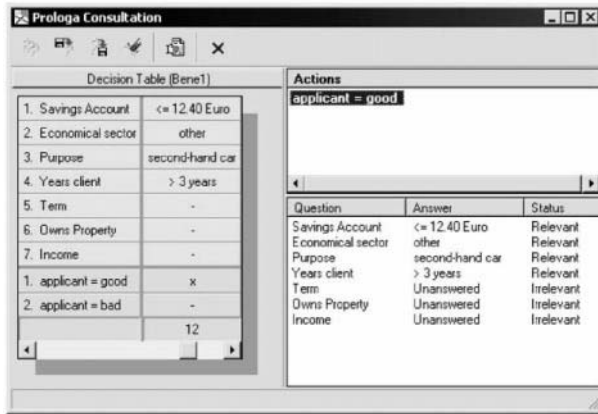 Prologa Consultation
Decision Table (Bene1)
1. Savings Account <= 12.40 Euro
2. Economical sector other
3. Purpose second-hand car
4. Years client > 3 years
5. Term -
6. Owns Property -
7. Income -
1. applicant = good x
2. applicant = bad -
12
Actions
applicant = good
Question Answer Status
Savings Account <= 12.40 Euro Relevant
Economical sector other Relevant
Purpose second-hand car Relevant
Years client > 3 years Relevant
Term Unanswered Irrelevant
Owns Property Unanswered Irrelevant
Income Unanswered Irrelevant